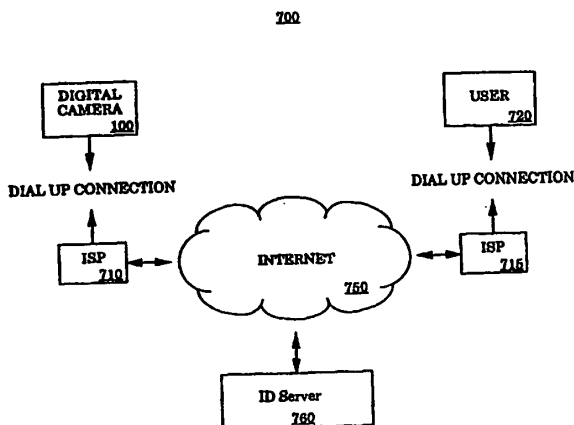 700
DIGITAL
CAMERA
100
USER
720
DIAL UP CONNECTION
DIAL UP CONNECTION
ISP
710
INTERNET
750
ISP
715
ID Server
760